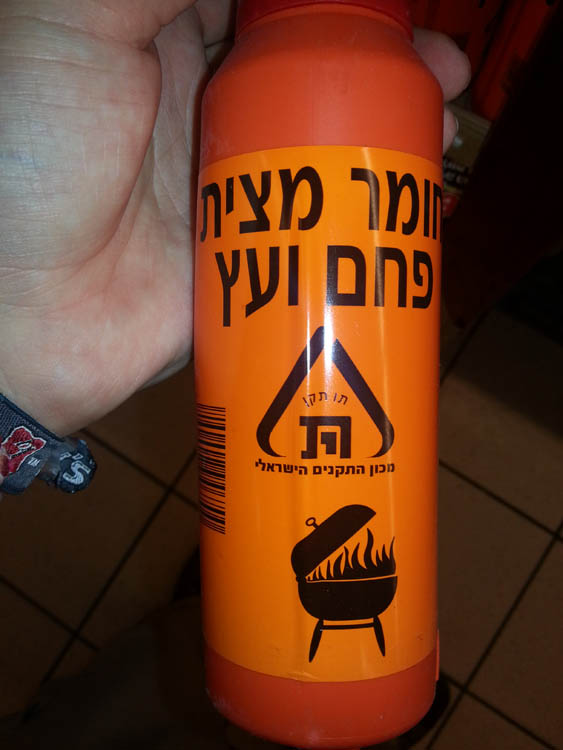 חומר מצית
פחם ועץ
תו תקן
מכון התקנים הישראלי